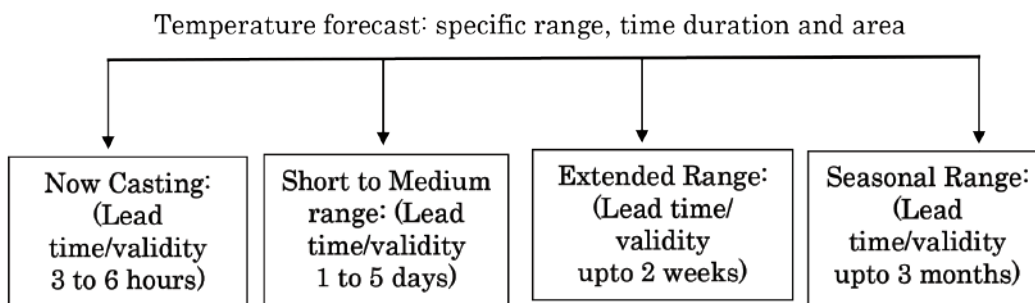 Temperature forecast: specific range, time duration and area
Now Casting:
(Lead
time/validity
3 to 6 hours)
Short to Medium
range: (Lead
time/validity
1 to 5 days)
Extended Range:
(Lead time/
validity
upto 2 weeks)
Seasonal Range:
(Lead
time/validity
upto 3 months)